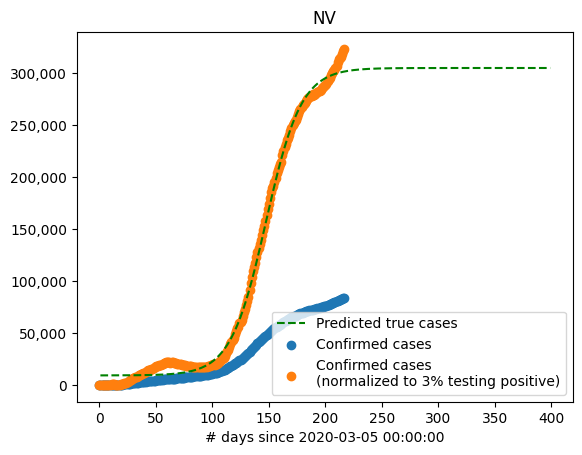 NV
300,000
250,000
200,000
150,000
100,000
50,000
0
Predicted true cases
Confirmed cases
Confirmed cases
(normalized to 3% testing positive)
0 50 100 150 200 250 300 350 400
# days since 2020-03-05 00:00:00